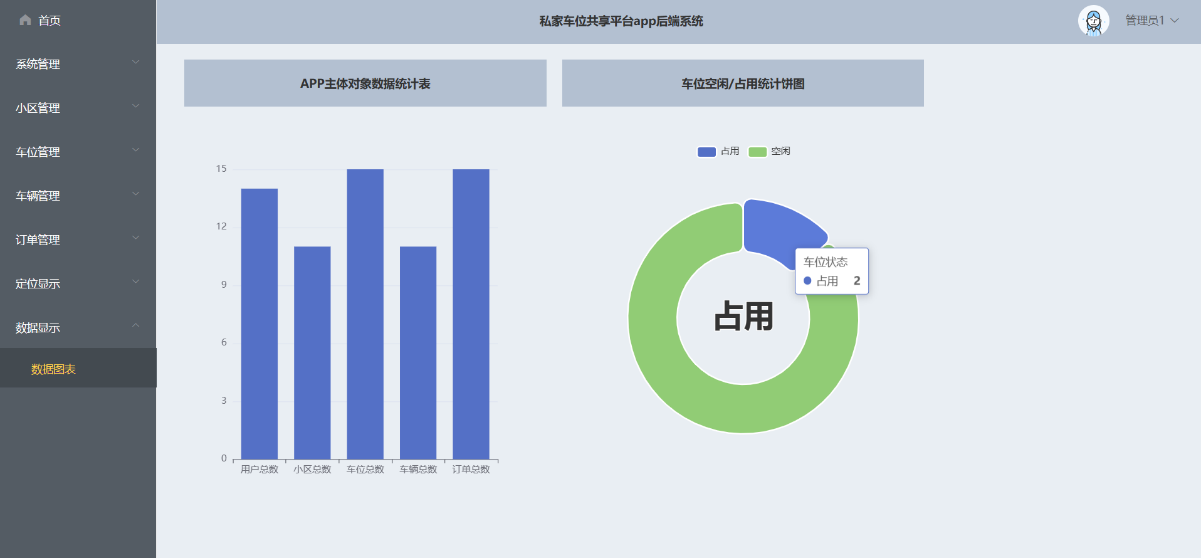 首页
系统管理
小区管理
车位管理
车辆管理
订单管理
定位显示
数据显示
数据图表
私家车位共享平台app后端系统
管理员1
APP主体对象数据统计表
车位空闲/占用统计饼图
15
12
9
6
3
0
用户总数 小区总数 车位总数 车辆总数 订单总数
占用 空闲
车位状态
占用 2
占用